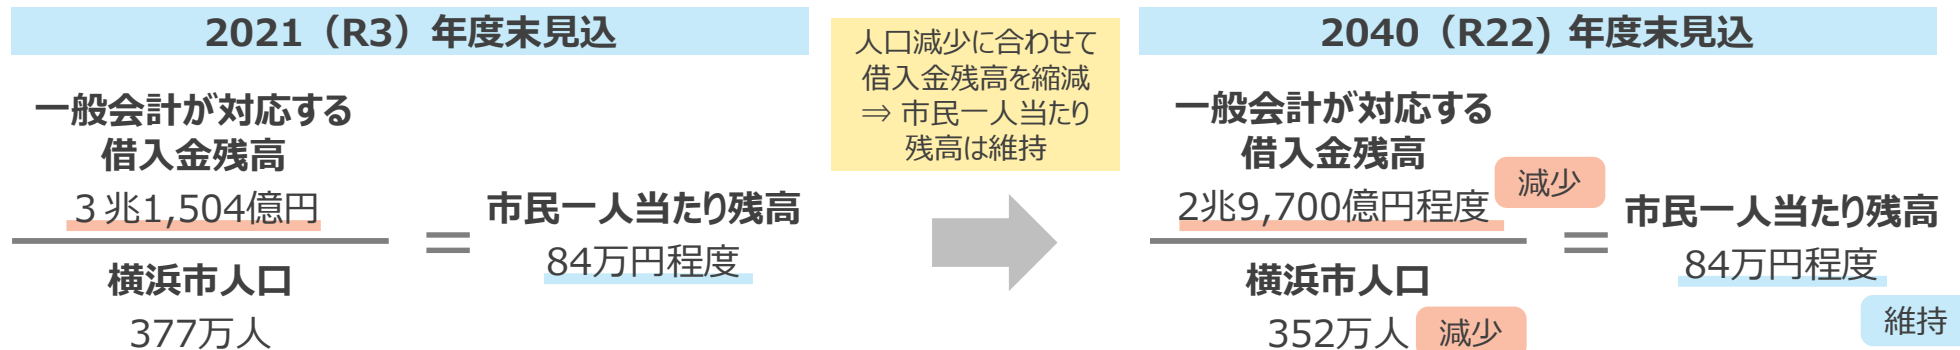 2021（R3）年度末見込
一般会計が対応する
借入金残高
３兆1,504億円
横浜市人口
377万人
＝
市民一人当たり残高
84万円程度
人口減少に合わせて
借入金残高を縮減
⇒ 市民一人当たり
残高は維持
2040（R22）年度末見込
一般会計が対応する
借入金残高
2兆9,700億円程度
減少
横浜市人口
352万人
減少
＝
市民一人当たり残高
84万円程度
維持